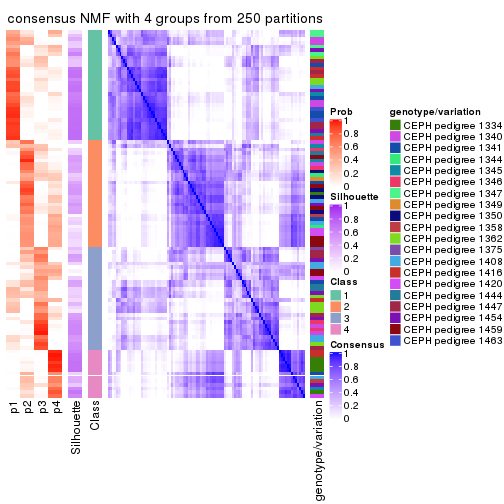 consensus NMF with 4 groups from 250 partitions
Prob
1
0.8
0.6
0.4
0.2
0
Silhouette
1
0.8
0.6
0.4
0.2
0
Class
1
2
3
4
Consensus
1
0.8
0.6
0.4
0.2
0
genotype/variation
CEPH pedigree 1334
CEPH pedigree 1340
CEPH pedigree 1341
CEPH pedigree 1344
CEPH pedigree 1345
CEPH pedigree 1346
CEPH pedigree 1347
CEPH pedigree 1349
CEPH pedigree 1350
CEPH pedigree 1358
CEPH pedigree 1362
CEPH pedigree 1375
CEPH pedigree 1408
CEPH pedigree 1416
CEPH pedigree 1420
CEPH pedigree 1444
CEPH pedigree 1447
CEPH pedigree 1454
CEPH pedigree 1459
CEPH pedigree 1463
p1
p2
p3
p4
Silhouette
Class
genotype/variation